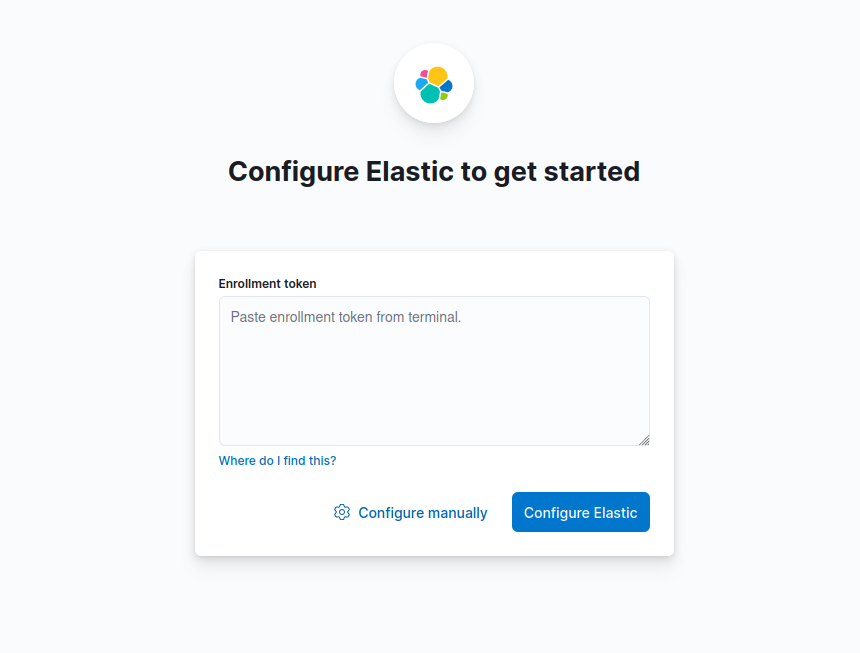 Configure Elastic to get started
Enrollment token
Paste enrollment token from terminal.
Where do I find this?
Configure manually
Configure Elastic